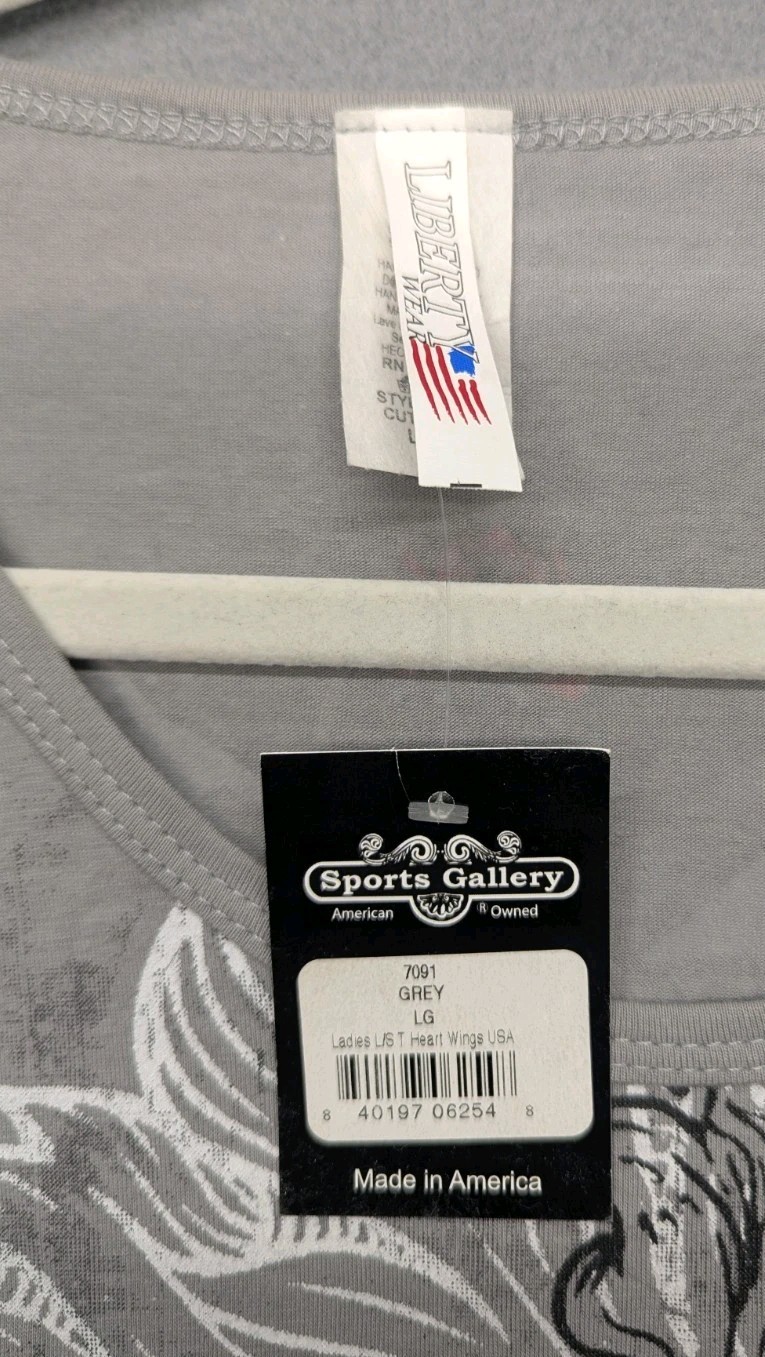 LIBERTY
WEAR
RN
Sports Gallery
American ® Owned
7091
GREY
LG
Ladies L/S T Heart Wings USA
8 40197 06254 8
Made in America